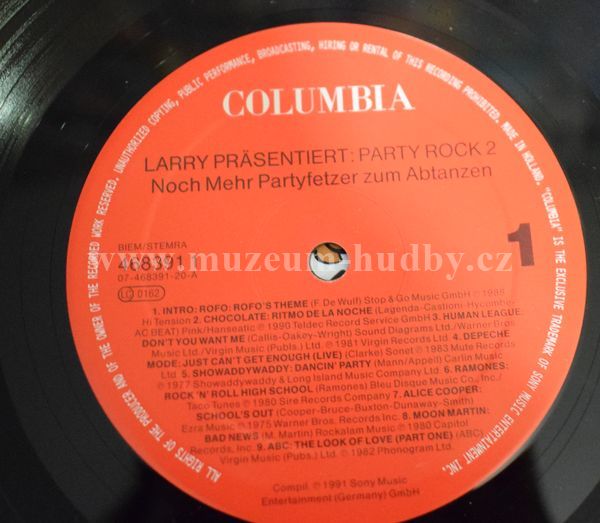 UNAUTHORIZED COPYING, PUBLIC PERFORMANCE, BROADCASTING, HIRING OR RENTAL OF THIS RECORDING PROHIBITED. MADE IN HOLLAND. "COLUMBIA" IS THE EXCLUSIVE TRADEMARK OF SONY MUSIC ENTERTAINMENT INC.
COLUMBIA
LARRY PRÄSENTIERT: PARTY ROCK 2
Noch Mehr Partyfetzer zum Abtanzen
BIEM/STEMRA
468391 1
07-468391-20-A
LC 0162
1
www.muzeum-hudby.cz
1. INTRO: ROFO: ROFO'S THEME (F. De Wulf) Stop & Go Music GmbH ℗ 1985
Hi Tension 2. CHOCOLATE: RITMO DE LA NOCHE (Lagenda-Castioni-Hycumber-
AC BEAT) Pink/Hanseatic ℗ 1990 Teldec Record Service GmbH 3. HUMAN LEAGUE:
DON'T YOU WANT ME (Callis-Oakey-Wright) Sound Diagrams Ltd./Warner Bros.
Music Ltd./Virgin Music (Pubs.) Ltd. ℗ 1981 Virgin Records Ltd. 4. DEPECHE
MODE: JUST CAN'T GET ENOUGH (LIVE) (Clarke) Sonet ℗ 1983 Mute Records
Ltd. 5. SHOWADDYWADDY: DANCIN' PARTY (Mann/Appell) Carlin Music
℗ 1977 Showaddywaddy & Long Island Music Company Ltd. 6. RAMONES:
ROCK 'N' ROLL HIGH SCHOOL (Ramones) Bleu Disque Music Co., Inc./
Taco Tunes ℗ 1980 Sire Records Company 7. ALICE COOPER:
SCHOOL'S OUT (Cooper-Bruce-Buxton-Dunaway-Smith)
Ezra Music ℗ 1975 Warner Bros. Records Inc. 8. MOON MARTIN:
BAD NEWS (M. Martin) Rockalam Music ℗ 1980 Capitol
Records, Inc. 9. ABC: THE LOOK OF LOVE (PART ONE) (ABC)
Virgin Music (Pubs.) Ltd. ℗ 1982 Phonogram Ltd.
Compil. ℗ 1991 Sony Music
Entertainment (Germany) GmbH
ALL RIGHTS OF THE PRODUCER AND OF THE OWNER OF THE RECORDED WORK RESERVED.